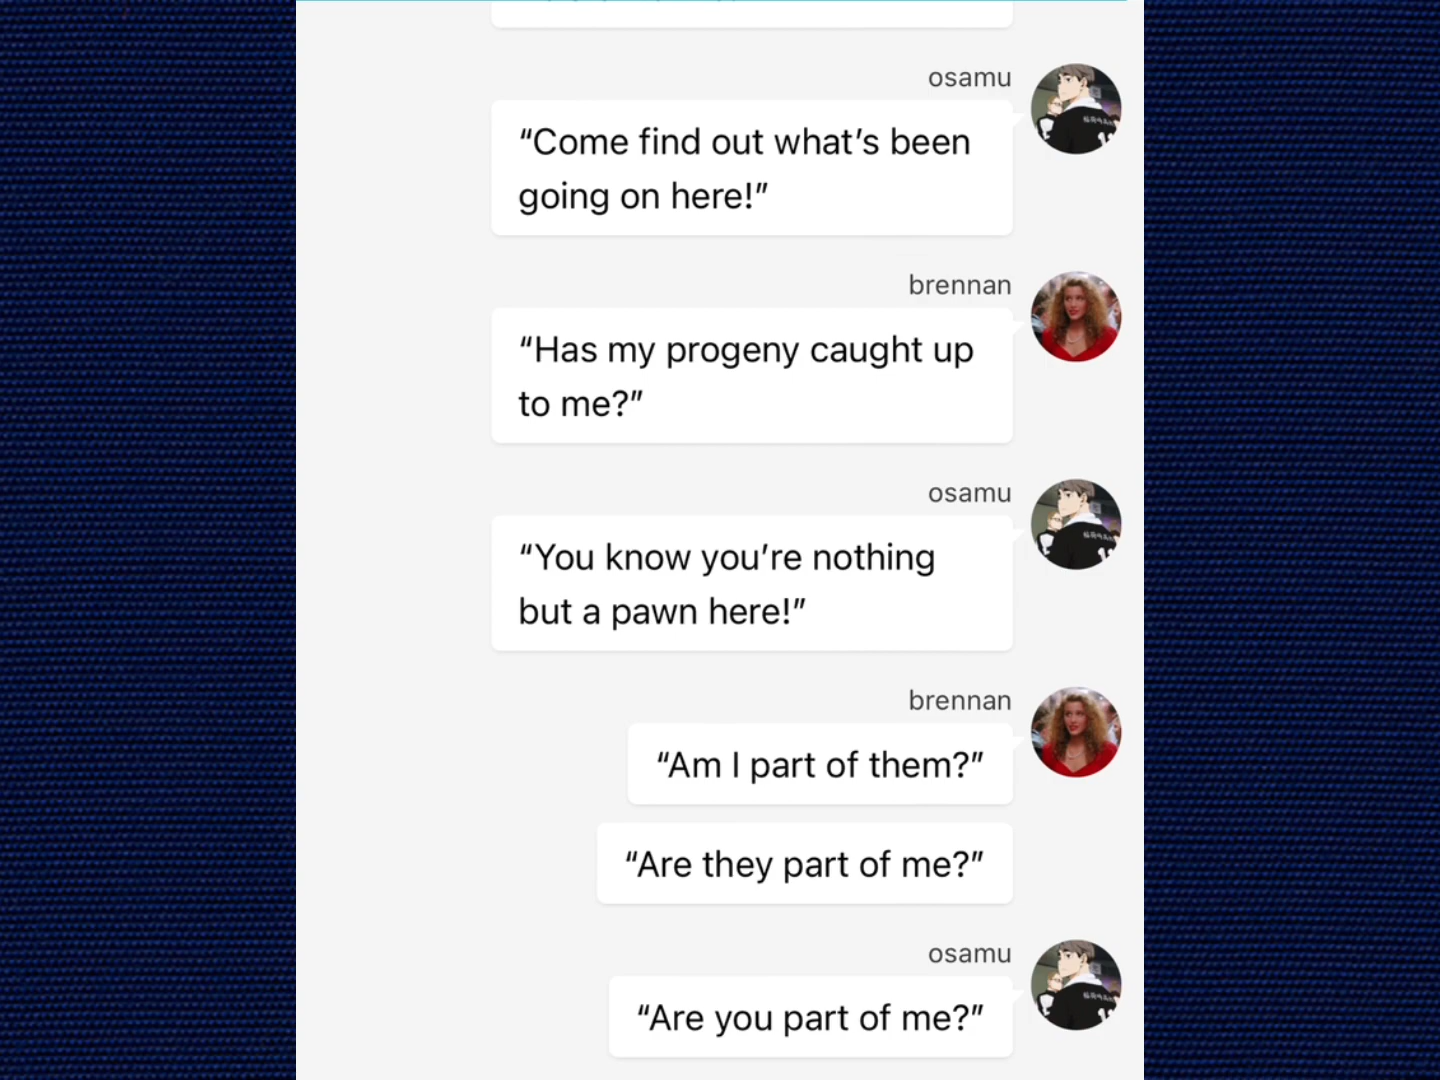 osamu
“Come find out what’s been
going on here!”
brennan
“Has my progeny caught up
to me?”
osamu
“You know you’re nothing
but a pawn here!”
brennan
“Am I part of them?”
“Are they part of me?”
osamu
“Are you part of me?”